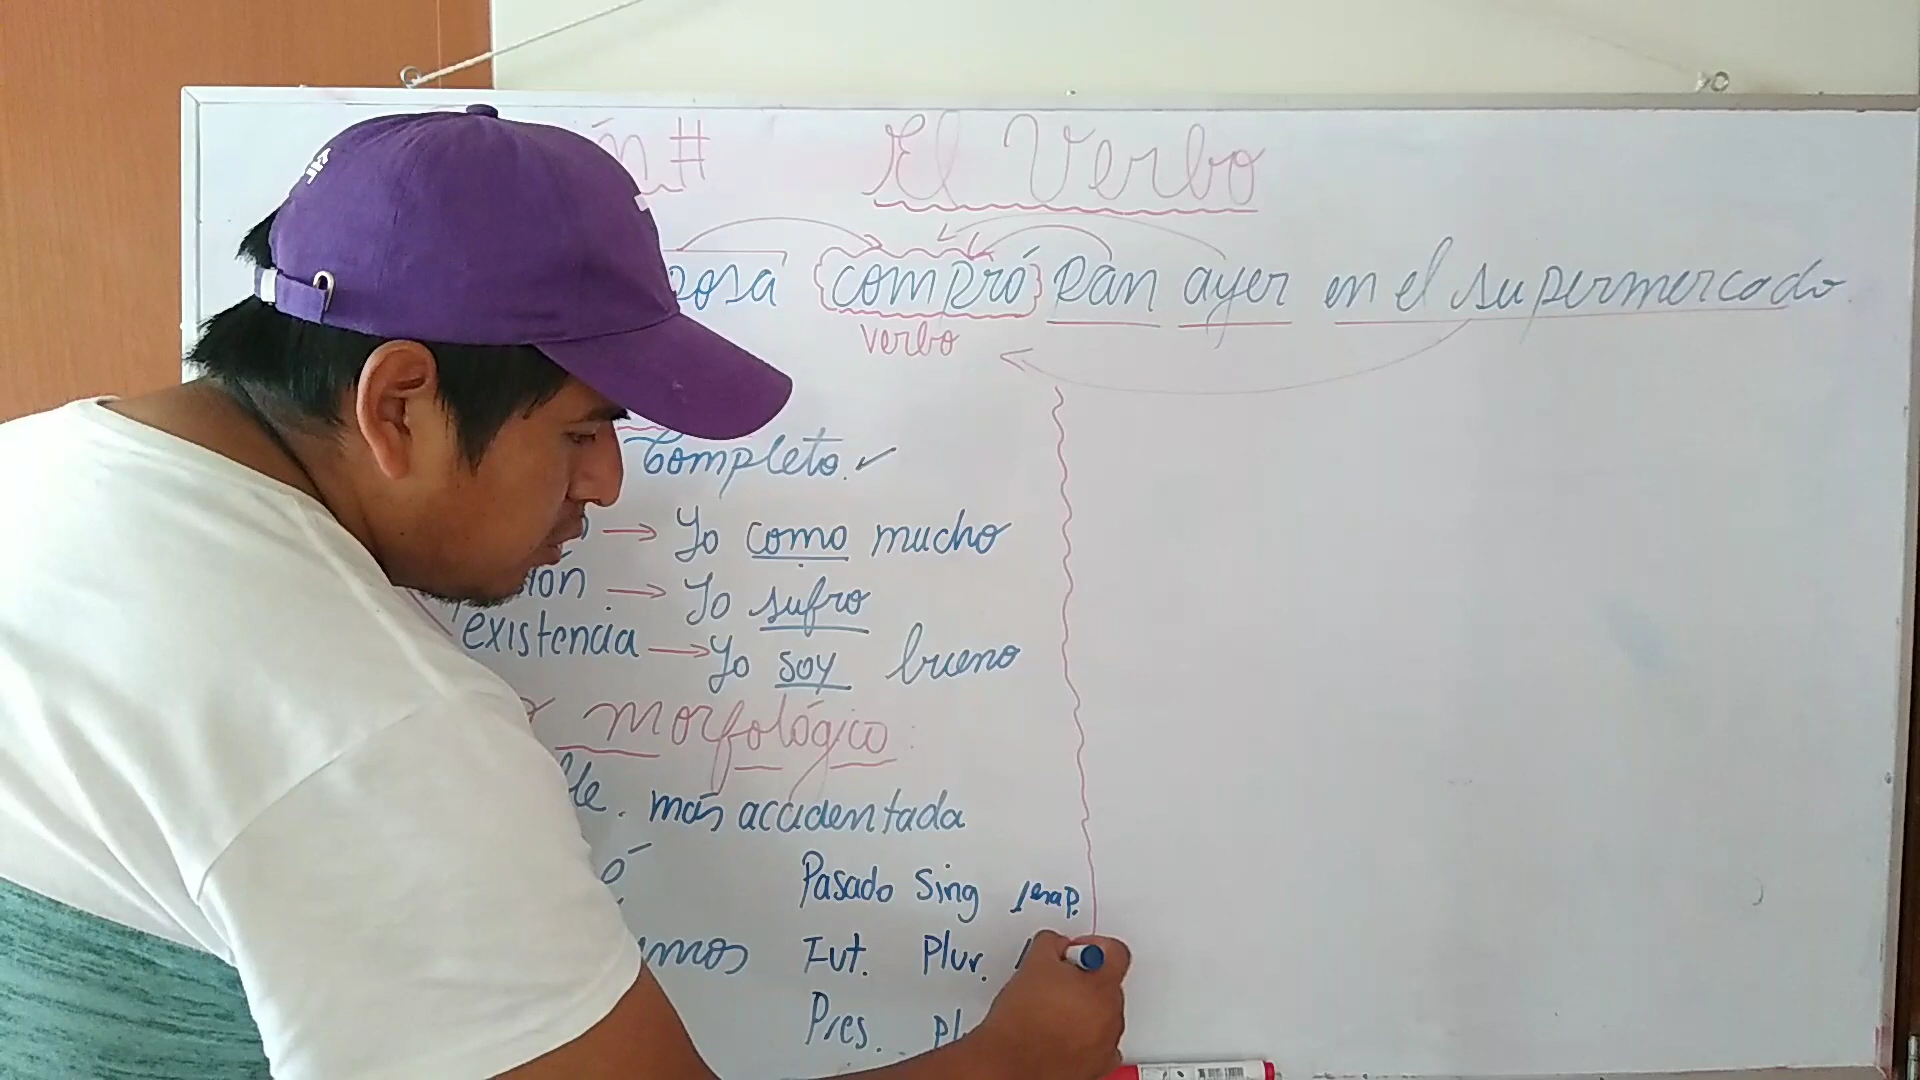 El Verbo
compró pan ayer en el supermercado
verbo
Completo.
Yo como mucho
Yo sufro
existencia → Yo soy bueno
morfológico:
más accidentada
Pasado Sing 1era P.
Fut. Plur.
Pres.